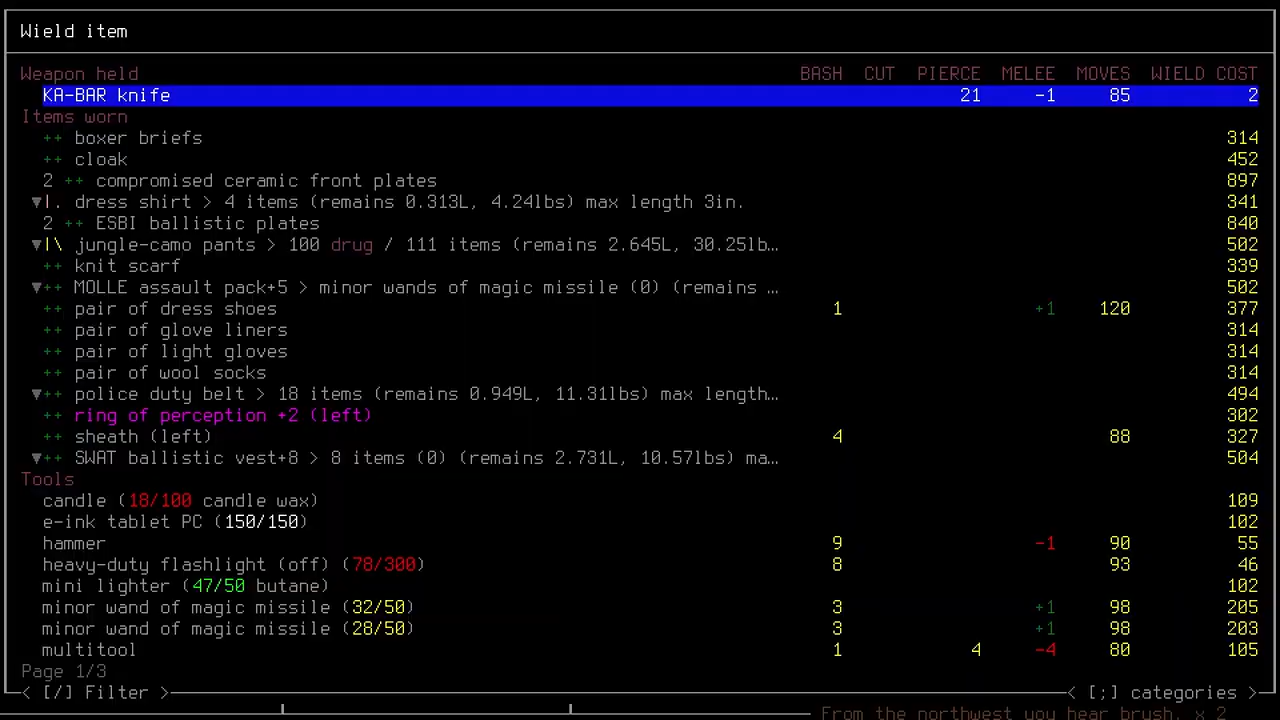 Wield item
Weapon held BASH CUT PIERCE MELEE MOVES WIELD COST
KA-BAR knife 21 -1 85 2
Items worn
++ boxer briefs 314
++ cloak 452
2 ++ compromised ceramic front plates 897
▼|. dress shirt > 4 items (remains 0.313L, 4.24lbs) max length 3in. 341
2 ++ ESBI ballistic plates 840
▼|\ jungle-camo pants > 100 drug / 111 items (remains 2.645L, 30.25lb… 502
++ knit scarf 339
▼++ MOLLE assault pack+5 > minor wands of magic missile (0) (remains … 502
++ pair of dress shoes 1 +1 120 377
++ pair of glove liners 314
++ pair of light gloves 314
++ pair of wool socks 314
▼++ police duty belt > 18 items (remains 0.949L, 11.31lbs) max length… 494
++ ring of perception +2 (left) 302
++ sheath (left) 4 88 327
▼++ SWAT ballistic vest+8 > 8 items (0) (remains 2.731L, 10.57lbs) ma… 504
Tools
candle (18/100 candle wax) 109
e-ink tablet PC (150/150) 102
hammer 9 -1 90 55
heavy-duty flashlight (off) (78/300) 8 93 46
mini lighter (47/50 butane) 102
minor wand of magic missile (32/50) 3 +1 98 205
minor wand of magic missile (28/50) 3 +1 98 203
multitool 1 4 -4 80 105
Page 1/3
< [/] Filter > < [;] categories >
From the northwest you hear brush. x 2